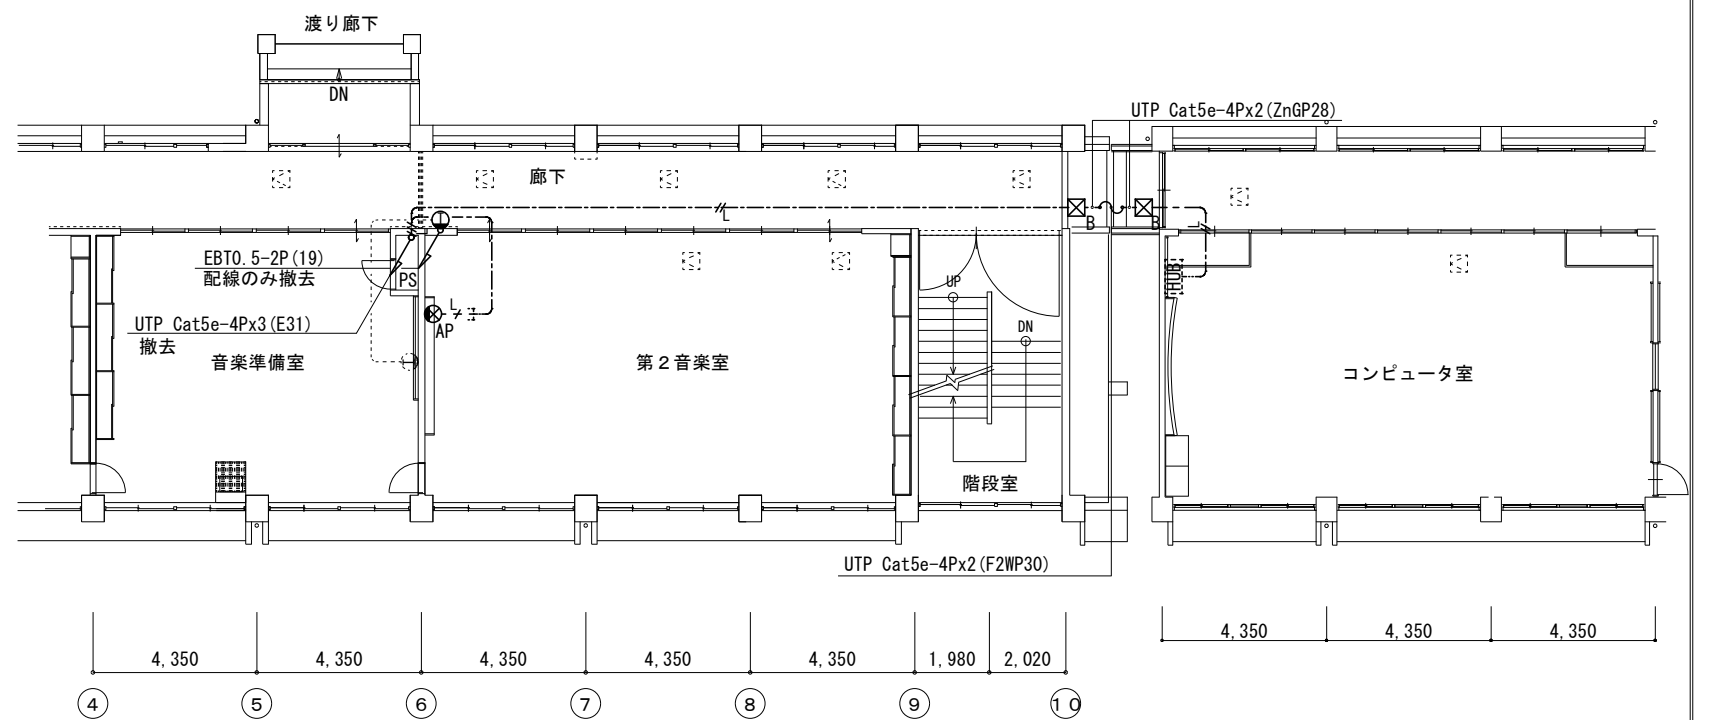 渡り廊下
DN
UTP Cat5e-4Px2(ZnGP28)
廊下
L
B
B
L
EBT0.5-2P(19)
配線のみ撤去
PS
HUB
UP
L
AP
UTP Cat5e-4Px3(E31)
撤去
DN
音楽準備室
第2音楽室
コンピュータ室
階段室
UTP Cat5e-4Px2(F2WP30)
4,350 4,350 4,350 4,350 4,350 1,980 2,020
4,350 4,350 4,350
4 5 6 7 8 9 10